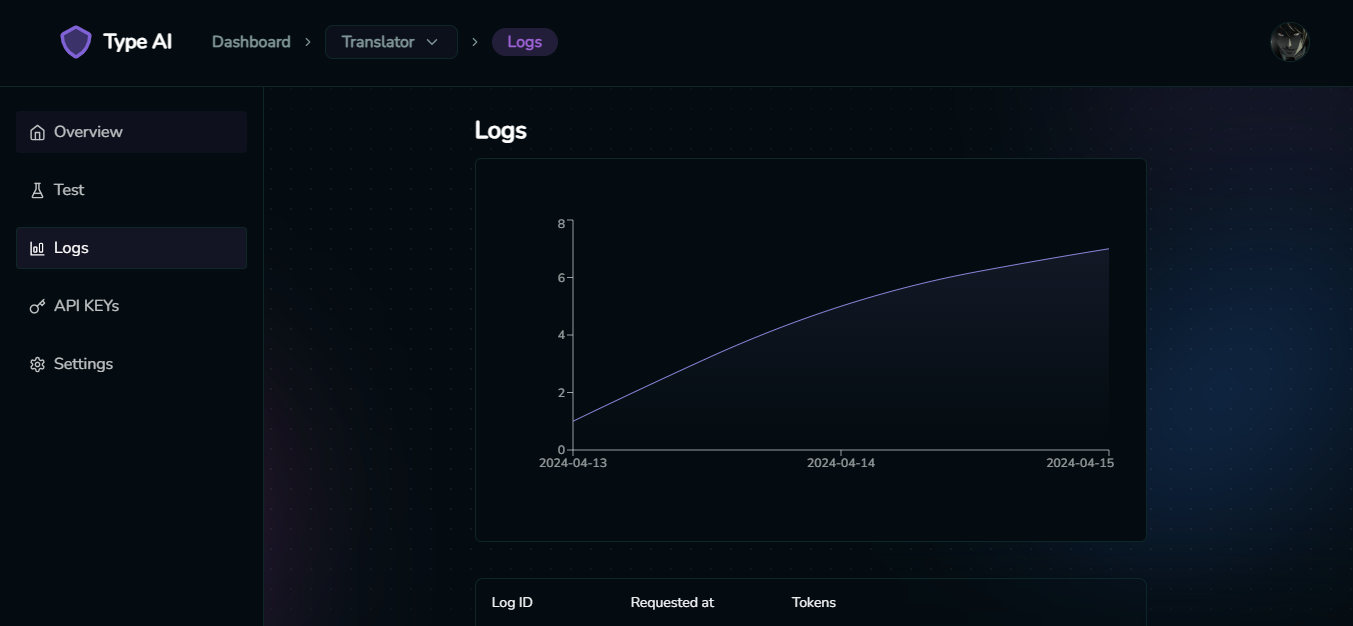 Type AI
Dashboard
Translator
Logs
Overview
Test
Logs
API KEYs
Settings
Logs
8
6
4
2
0
2024-04-13 2024-04-14 2024-04-15
Log ID Requested at Tokens